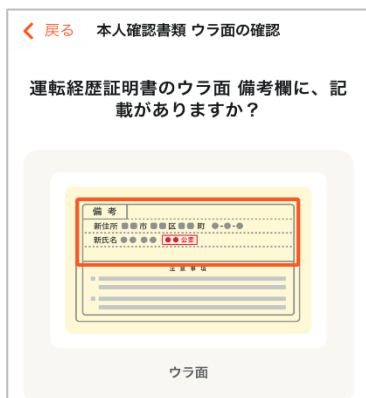 戻る 本人確認書類 ウラ面の確認
運転経歴証明書のウラ面 備考欄に、記
載がありますか？
備 考
新住所 ●●市●●区●●町 ●-●-●
新氏名 ●● ●● ●●公委
注 意 事 項
ウラ面